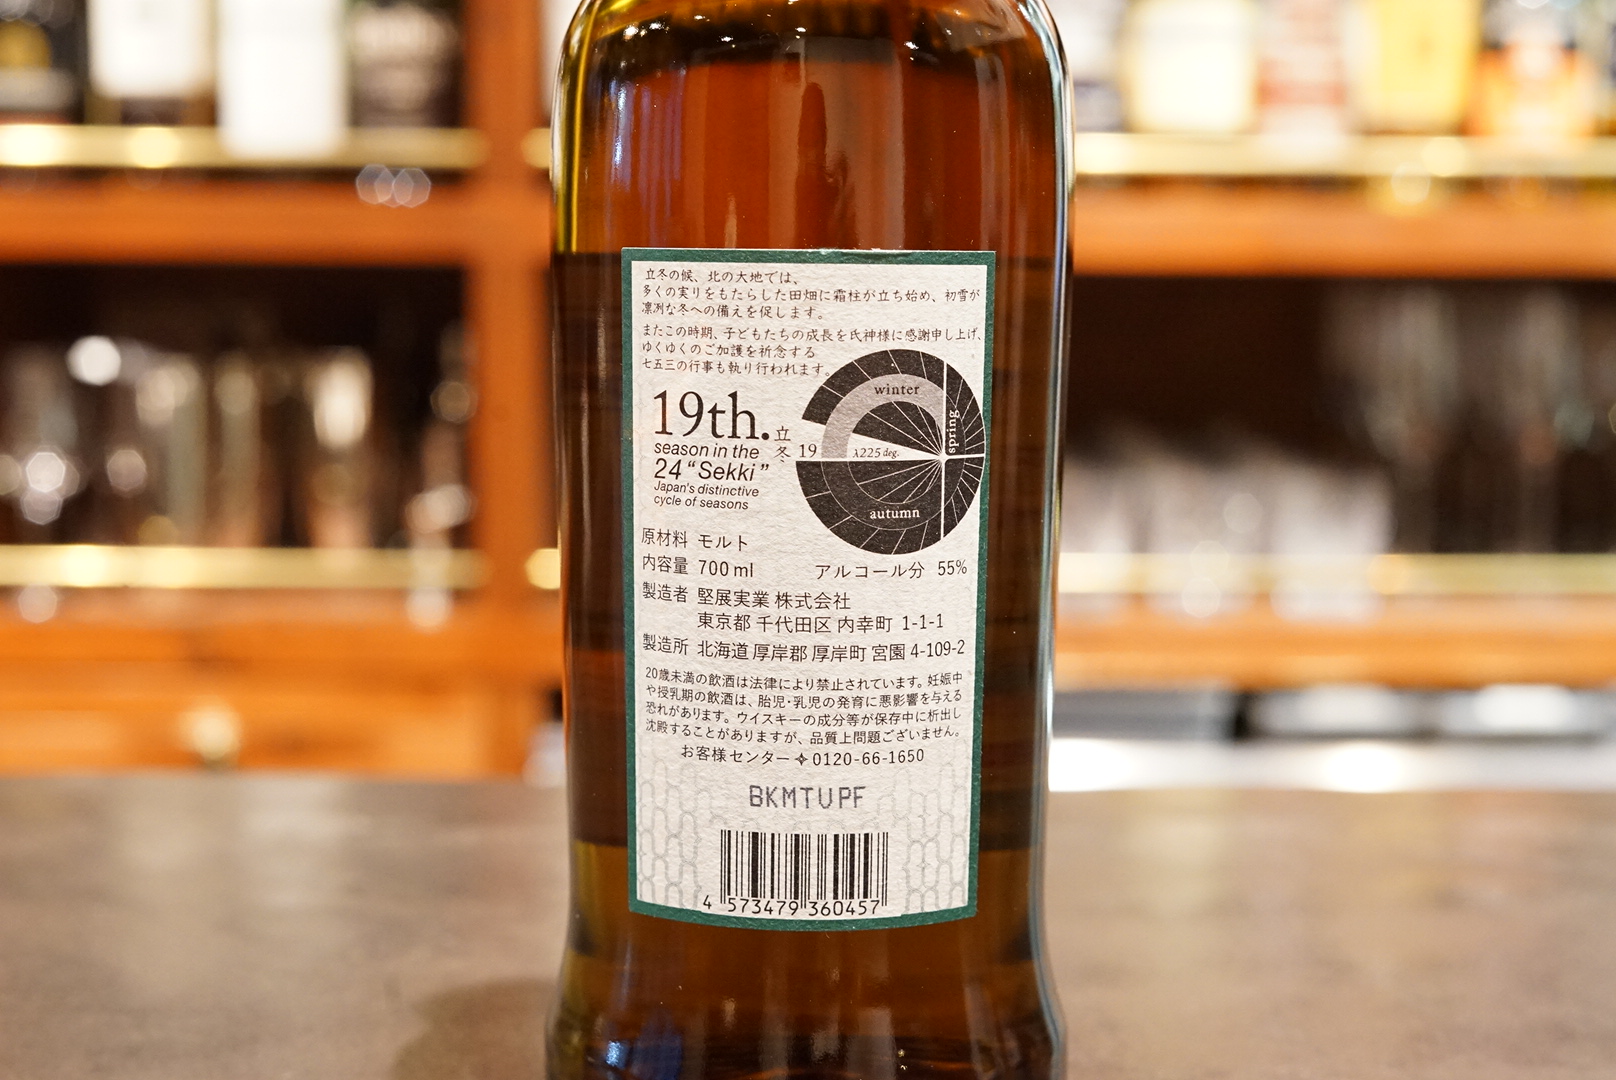 立冬の候、北の大地では、
多くの実りをもたらした田畑に霜柱が立ち始め、初雪が
凛冽な冬への備えを促します。
またこの時期、子どもたちの成長を氏神様に感謝申し上げ、
ゆくゆくのご加護を祈念する
七五三の行事も執り行われます。
winter
spring
19th.
立冬、19
λ225 deg.
season in the
24 “Sekki”
Japan's distinctive
cycle of seasons
autumn
原材料 モルト
内容量 700ml アルコール分 55%
製造者 堅展実業 株式会社
東京都 千代田区 内幸町 1-1-1
製造所 北海道 厚岸郡 厚岸町 宮園 4-109-2
20歳未満の飲酒は法律により禁止されています。妊娠中
や授乳期の飲酒は、胎児・乳児の発育に悪影響を与える
恐れがあります。ウイスキーの成分等が保存中に析出し
沈殿することがありますが、品質上問題ございません。
お客様センター✧0120-66-1650
BKMTUPF
4 573479 360457